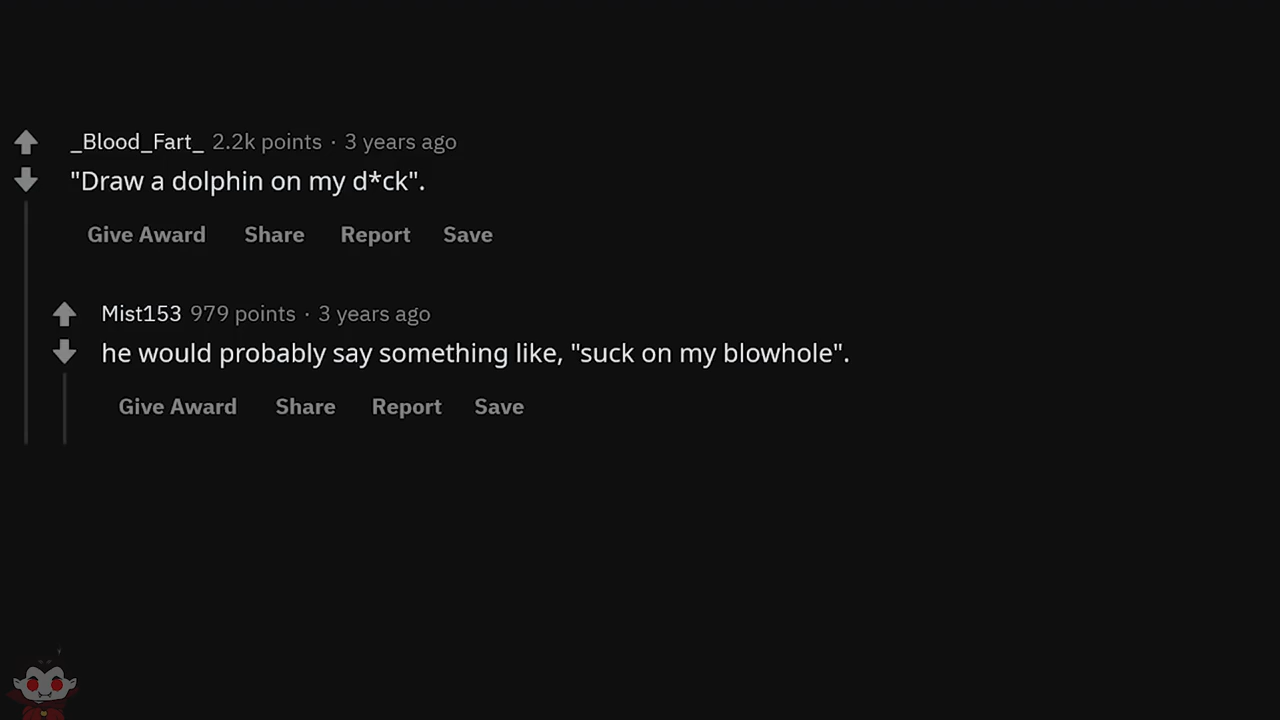 _Blood_Fart_ 2.2k points · 3 years ago
"Draw a dolphin on my d*ck".
Give Award Share Report Save
Mist153 979 points · 3 years ago
he would probably say something like, "suck on my blowhole".
Give Award Share Report Save